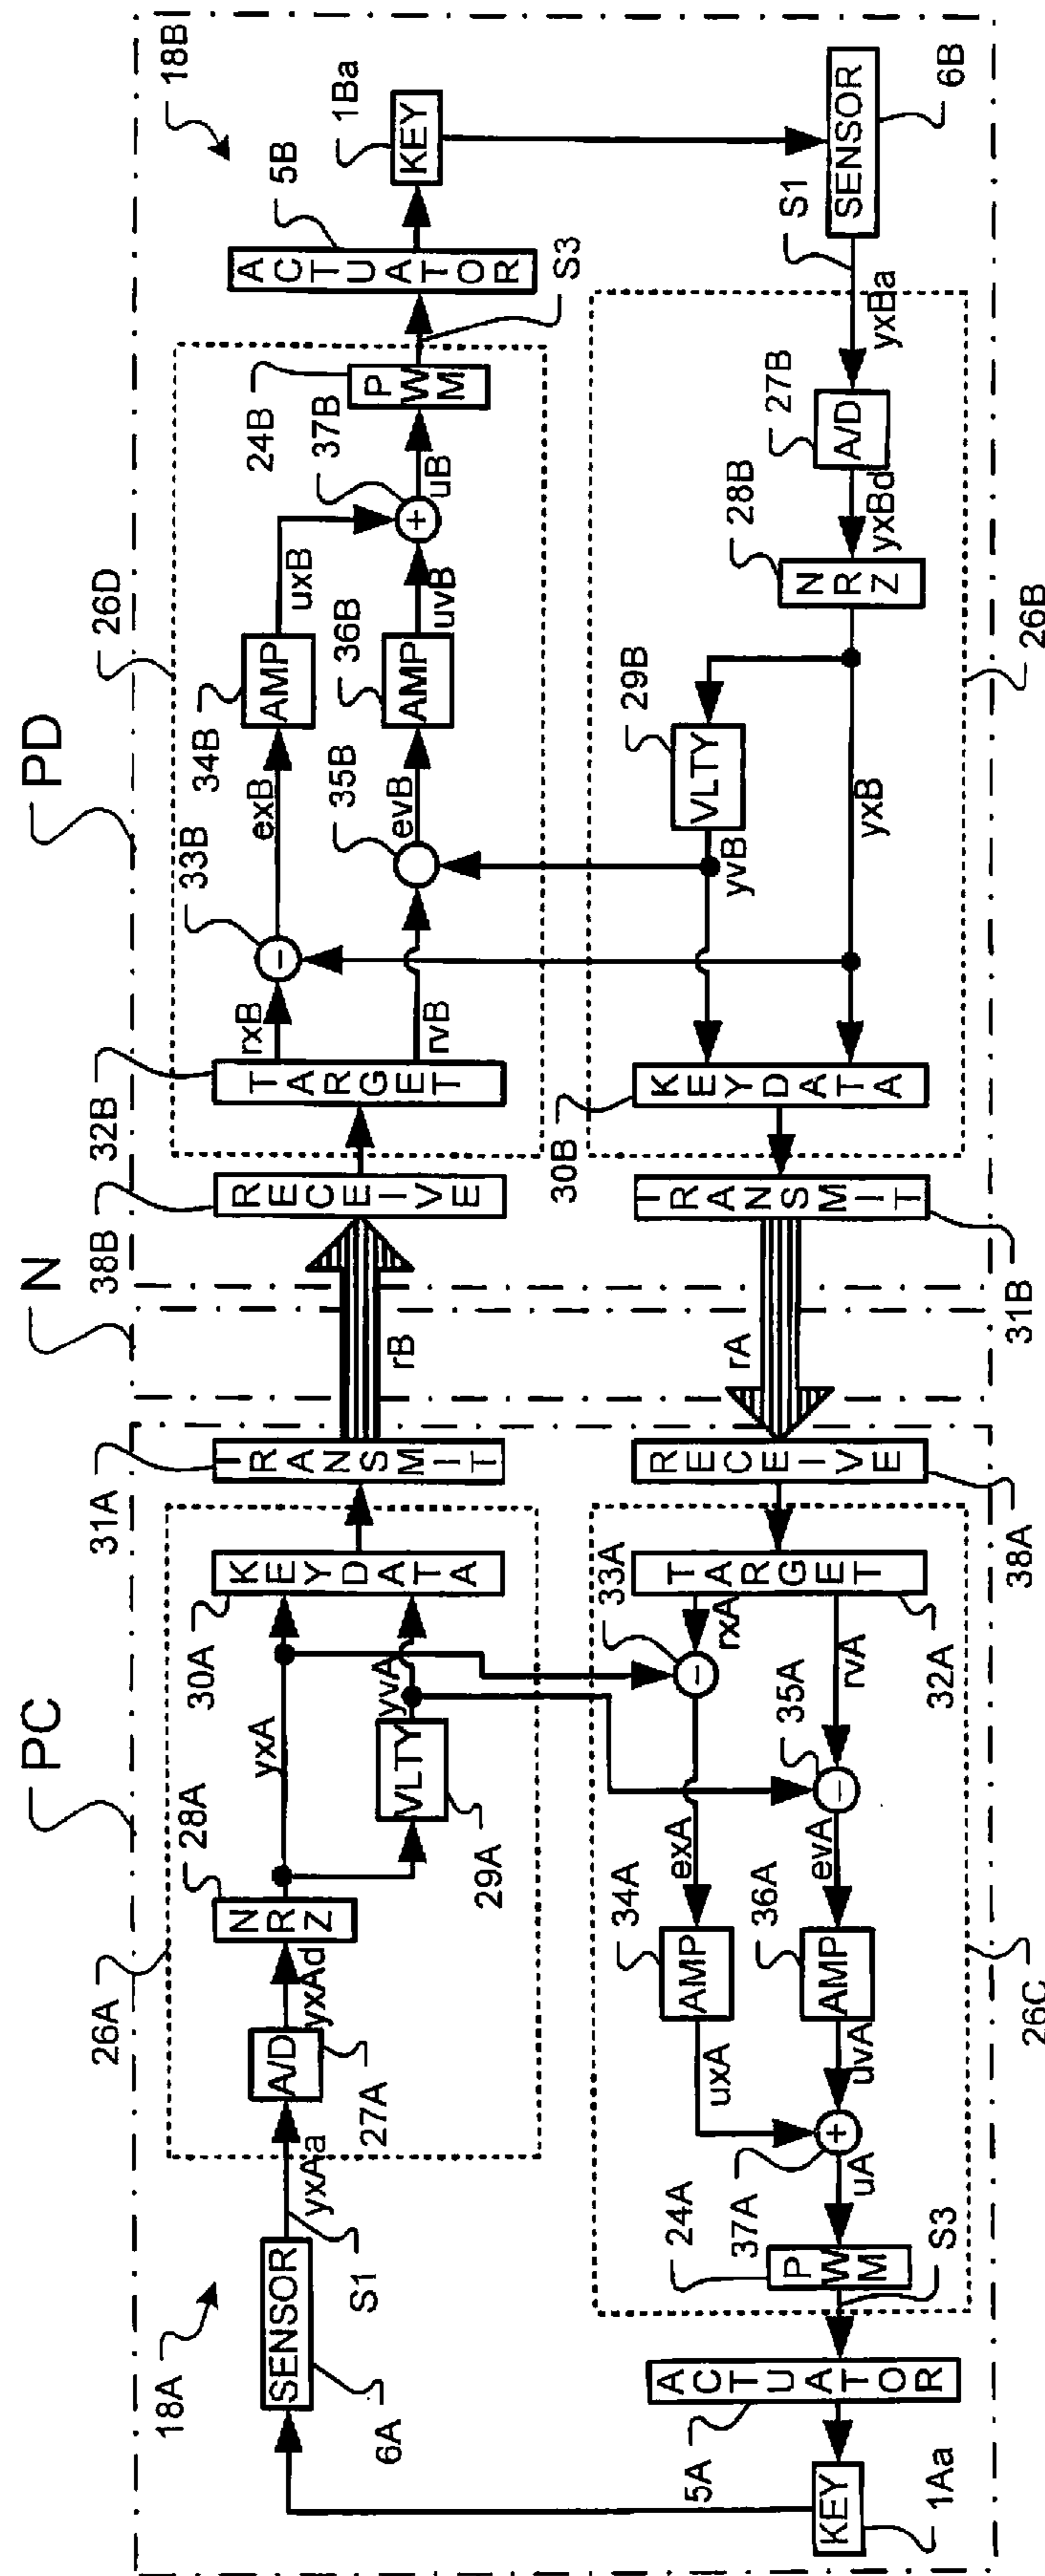 PC
N
PD
18A
26A
31A
38B
32B
26D
18B
SENSOR
6A
S1
yxAa
A/D
27A
yxAd
NRZ
28A
yxA
VLTY
29A
yvA
KEYDATA
30A
TRANSMIT
rB
RECEIVE
TARGET
rxB
rvB
33B
exB
34B
AMP
uxB
35B
evB
36B
AMP
uvB
37B
+
uB
24B
PWM
S3
ACTUATOR
5B
KEY
1Ba
KEY
1Aa
ACTUATOR
5A
S3
PWM
24A
37A
uA
+
uxA
uvA
AMP
34A
AMP
36A
exA
evA
33A
-
35A
-
rxA
rvA
TARGET
32A
26C
RECEIVE
38A
rA
TRANSMIT
31B
KEYDATA
30B
-
yvB
yxB
VLTY
29B
NRZ
28B
yxBd
A/D
27B
yxBa
S1
SENSOR
6B
26B